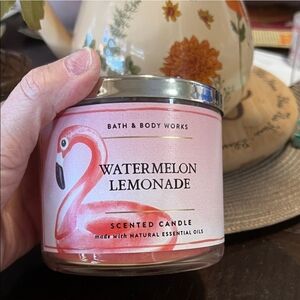 BATH & BODY WORKS
WATERMELON
LEMONADE
SCENTED CANDLE
made with NATURAL ESSENTIAL OILS